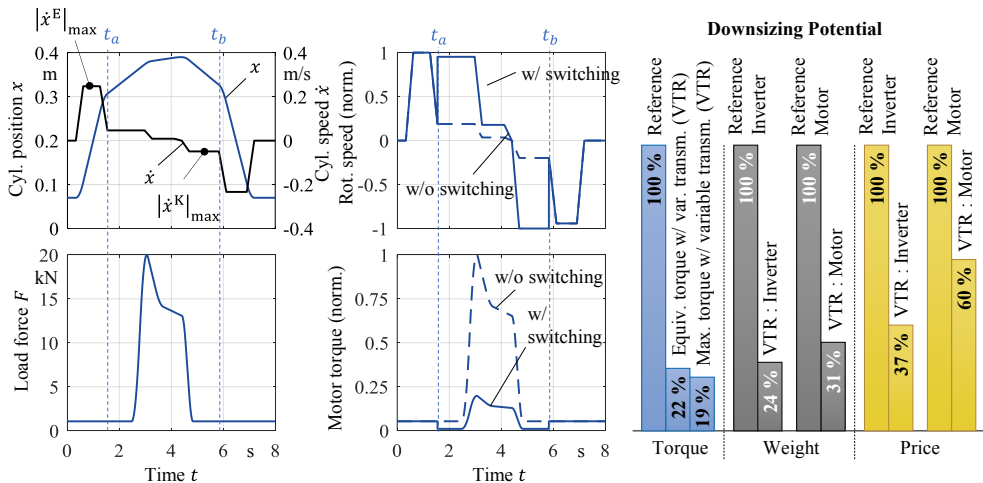 |ẋᴱ|max
t_a
t_b
0.4
m
0.3
0.2
0.1
0
Cyl. position x
0.4
m/s
0.2
0
-0.2
-0.4
Cyl. speed ẋ
x
ẋ
|ẋᴷ|max
t_a
t_b
1
0.5
0
-0.5
-1
Rot. speed (norm.)
w/ switching
w/o switching
20
kN
15
10
5
0
Load force F
0 2 4 6 s 8
Time t
1
0.75
0.5
0.25
0
Motor torque (norm.)
w/o switching
w/
switching
0 2 4 6 s 8
Time t
Downsizing Potential
Reference
100 %
Equiv. torque w/ var. transm. (VTR)
22 %
Max. torque w/ variable transm. (VTR)
19 %
Reference
Inverter
100 %
VTR : Inverter
24 %
Reference
Motor
100 %
VTR : Motor
31 %
Reference
Inverter
100 %
VTR : Inverter
37 %
Reference
Motor
100 %
VTR : Motor
60 %
Torque
Weight
Price